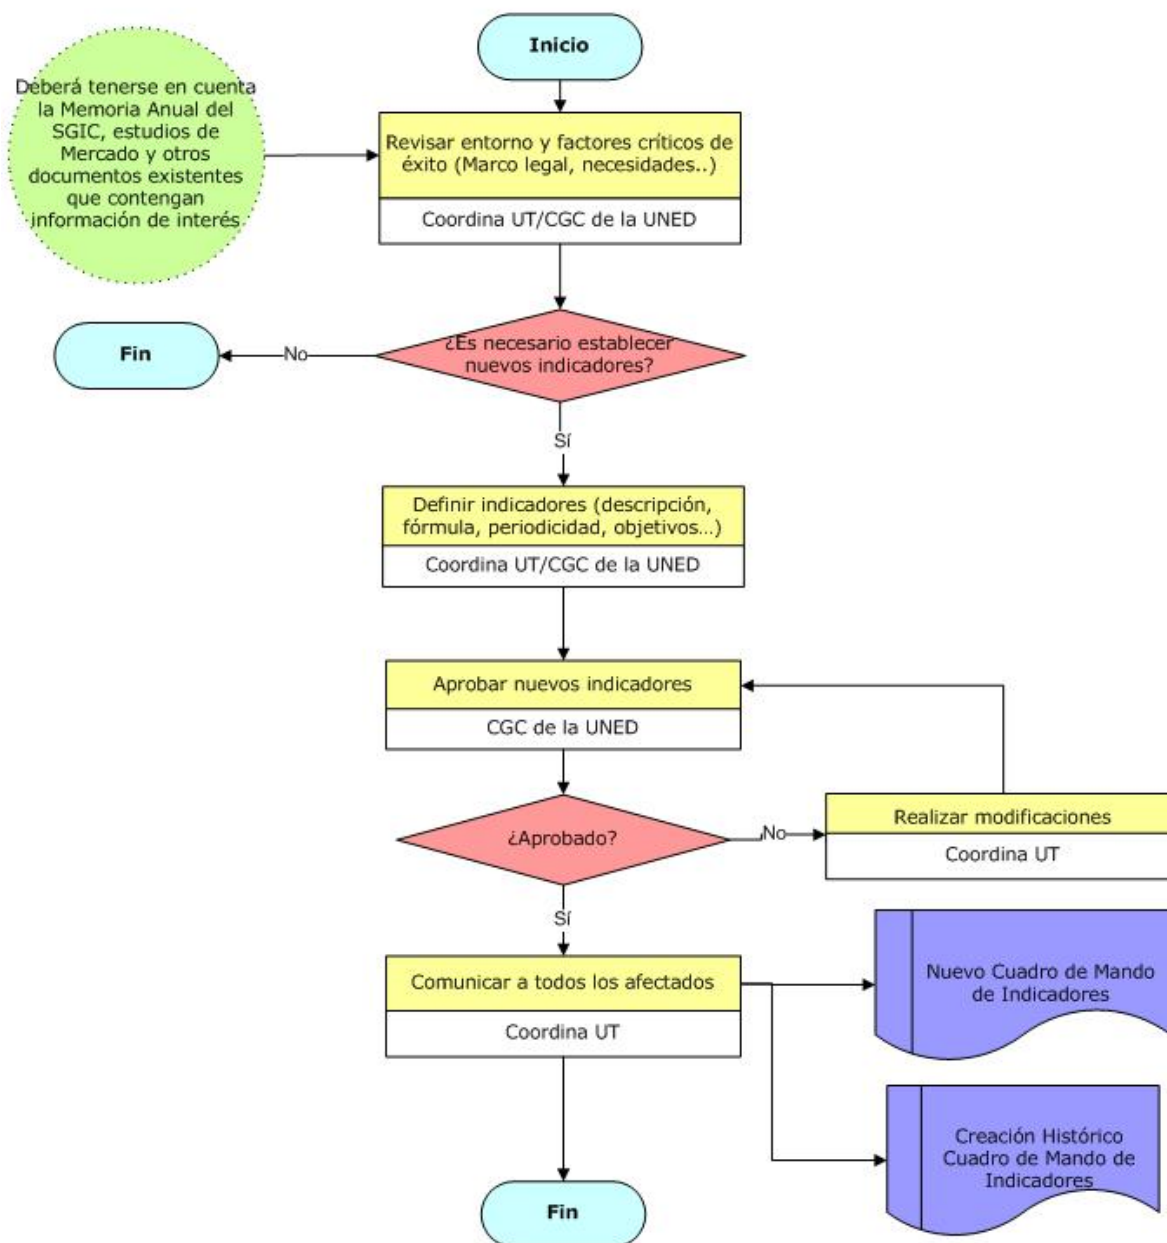 Inicio
Deberá tenerse en cuenta
la Memoria Anual del
SGIC, estudios de
Mercado y otros
documentos existentes
que contengan
información de interés
Revisar entorno y factores críticos de
éxito (Marco legal, necesidades..)
Coordina UT/CGC de la UNED
¿Es necesario establecer
nuevos indicadores?
No
Fin
Sí
Definir indicadores (descripción,
fórmula, periodicidad, objetivos...)
Coordina UT/CGC de la UNED
Aprobar nuevos indicadores
CGC de la UNED
¿Aprobado?
No
Realizar modificaciones
Coordina UT
Sí
Comunicar a todos los afectados
Coordina UT
Nuevo Cuadro de Mando
de Indicadores
Creación Histórico
Cuadro de Mando de
Indicadores
Fin